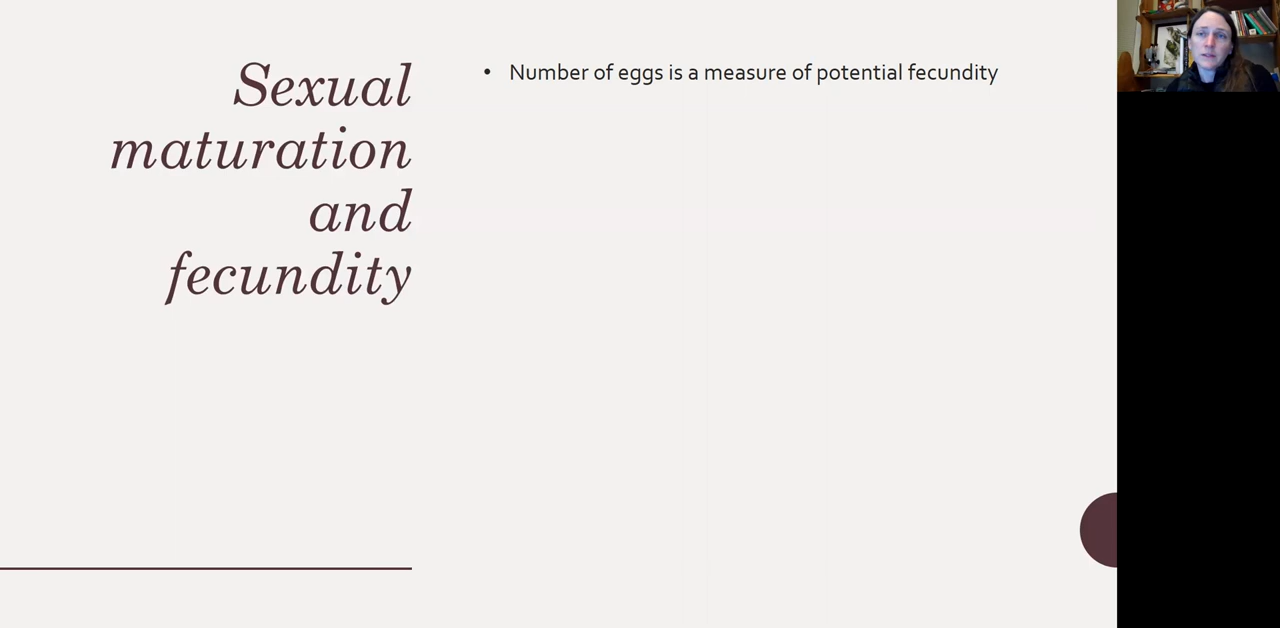 Sexual
maturation
and
fecundity
• Number of eggs is a measure of potential fecundity